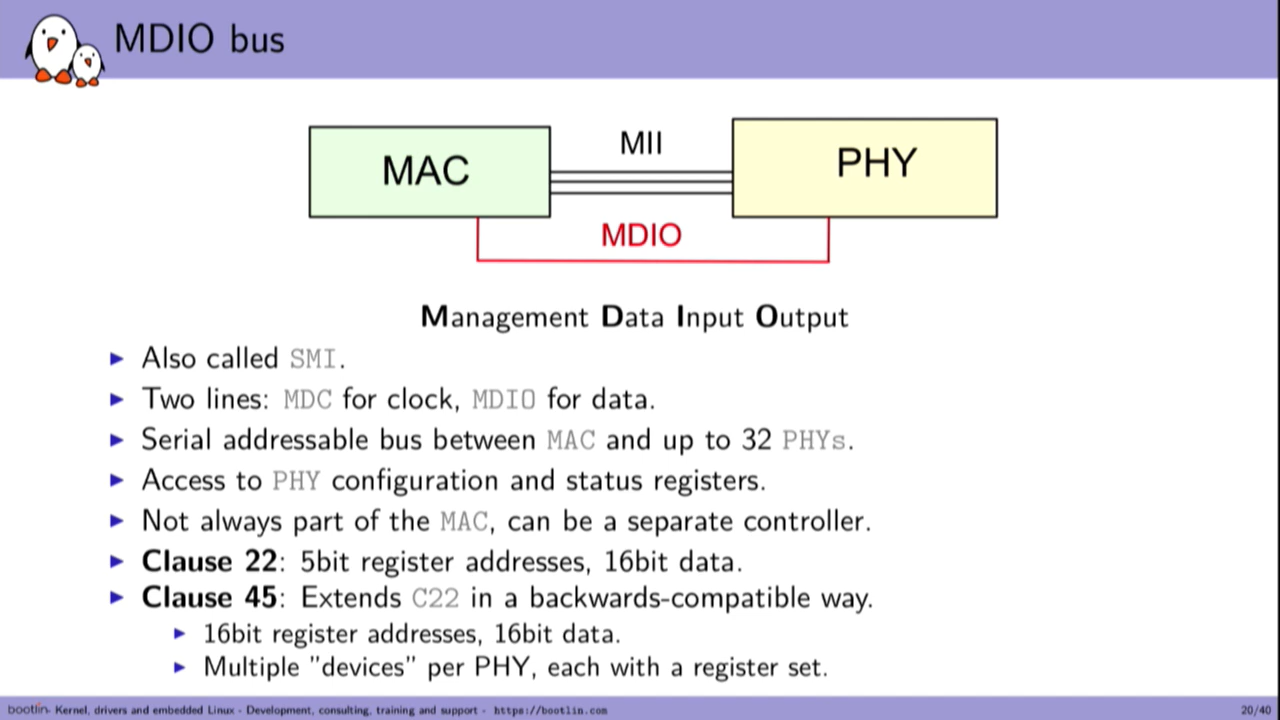 MDIO bus
MAC
MII
PHY
MDIO
Management Data Input Output
Also called SMI.
Two lines: MDC for clock, MDIO for data.
Serial addressable bus between MAC and up to 32 PHYs.
Access to PHY configuration and status registers.
Not always part of the MAC, can be a separate controller.
Clause 22: 5bit register addresses, 16bit data.
Clause 45: Extends C22 in a backwards-compatible way.
16bit register addresses, 16bit data.
Multiple "devices" per PHY, each with a register set.
bootlin - Kernel, drivers and embedded Linux - Development, consulting, training and support - https://bootlin.com
20/40